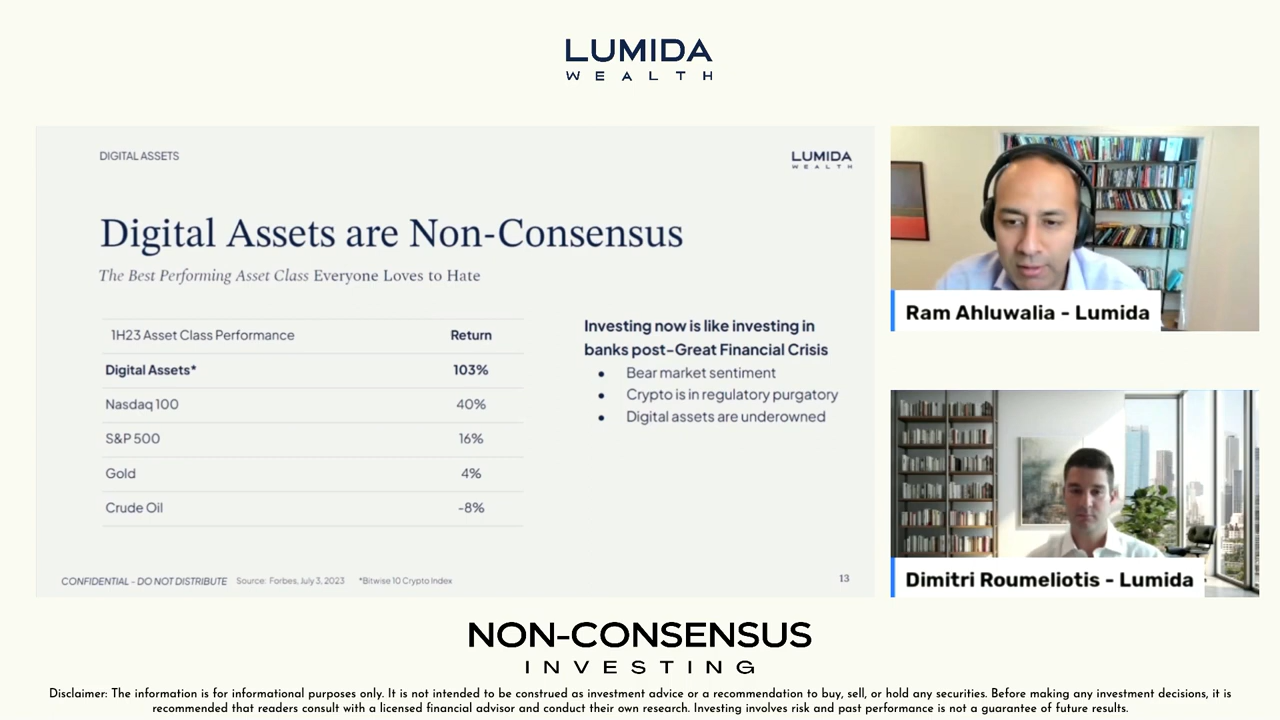 LUMIDA
WEALTH
DIGITAL ASSETS
LUMIDA
WEALTH
Digital Assets are Non-Consensus
The Best Performing Asset Class Everyone Loves to Hate
1H23 Asset Class Performance Return
Digital Assets* 103%
Nasdaq 100 40%
S&P 500 16%
Gold 4%
Crude Oil -8%
Investing now is like investing in
banks post-Great Financial Crisis
• Bear market sentiment
• Crypto is in regulatory purgatory
• Digital assets are underowned
CONFIDENTIAL - DO NOT DISTRIBUTE Source: Forbes, July 3, 2023 *Bitwise 10 Crypto Index 13
Ram Ahluwalia - Lumida
Dimitri Roumeliotis - Lumida
NON-CONSENSUS
INVESTING
Disclaimer: The information is for informational purposes only. It is not intended to be construed as investment advice or a recommendation to buy, sell, or hold any securities. Before making any investment decisions, it is
recommended that readers consult with a licensed financial advisor and conduct their own research. Investing involves risk and past performance is not a guarantee of future results.